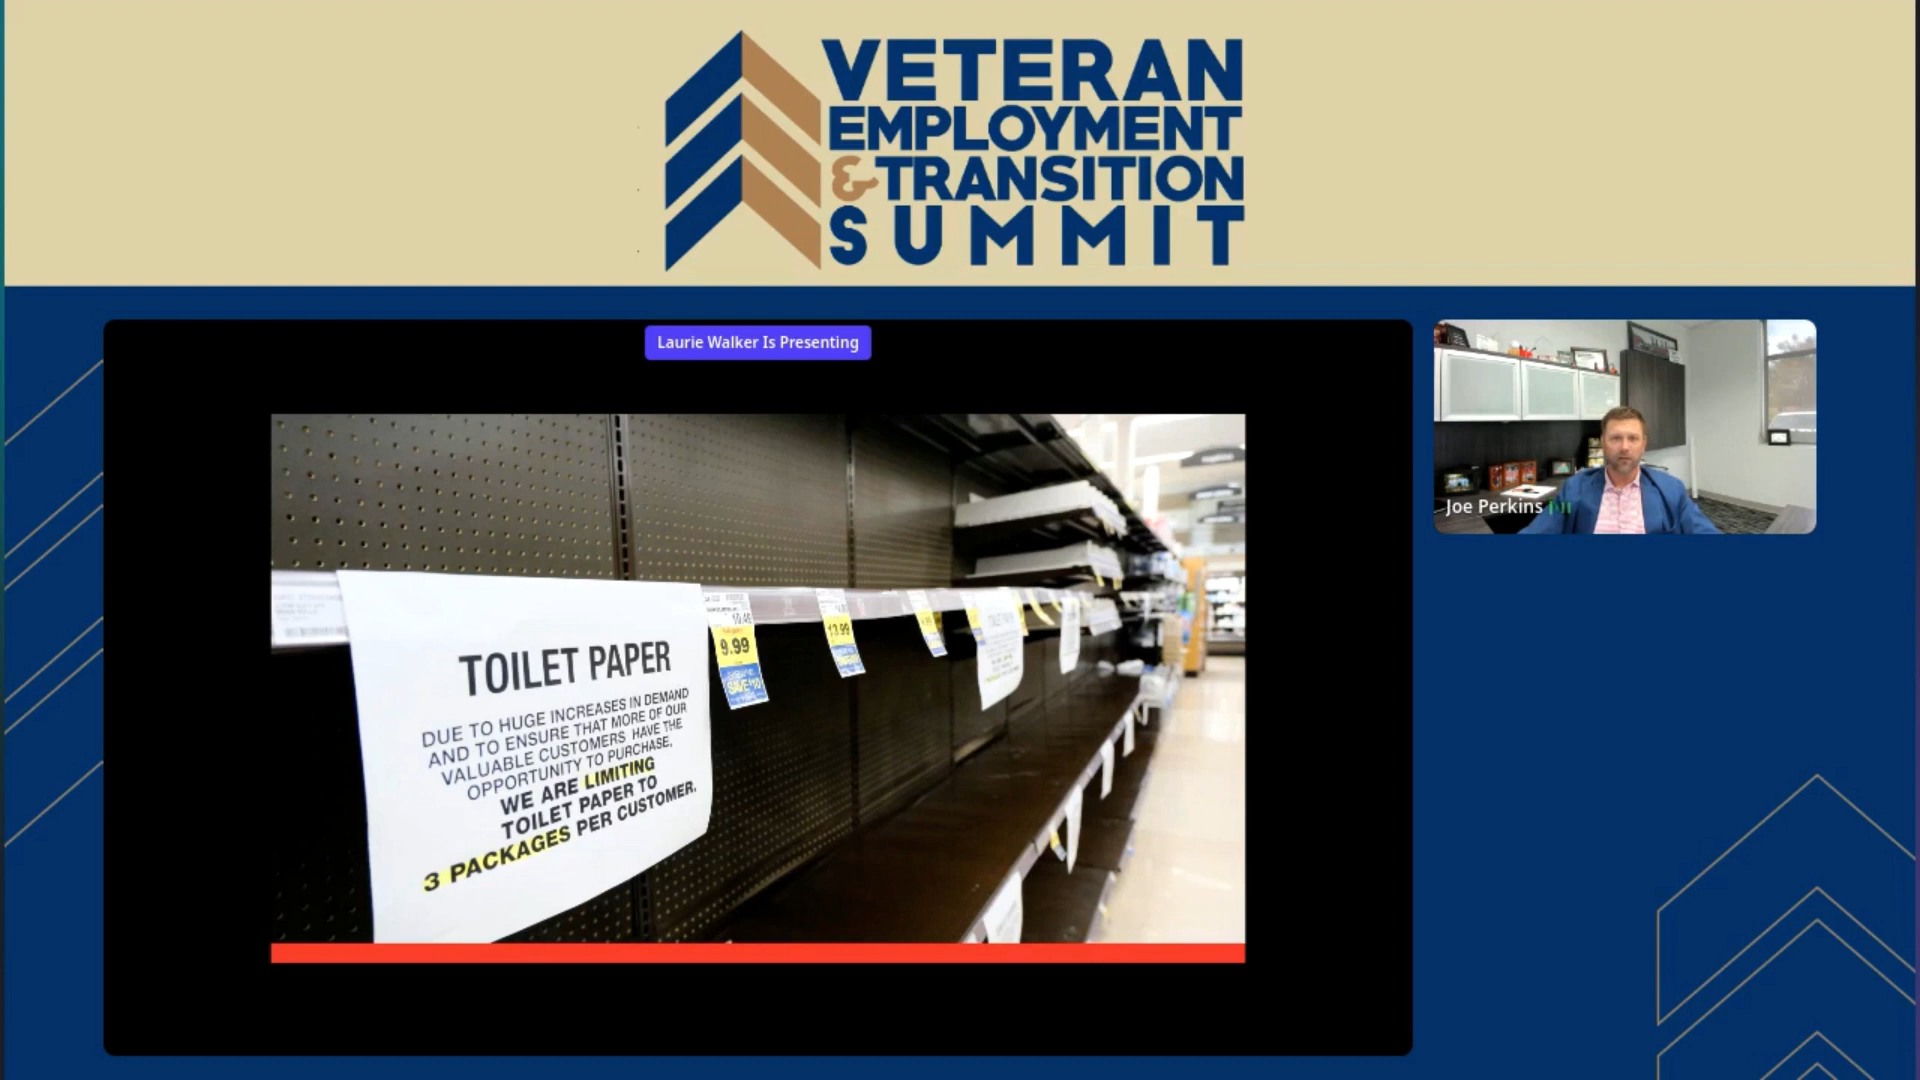 VETERAN
EMPLOYMENT
& TRANSITION
SUMMIT
Laurie Walker Is Presenting
Joe Perkins
TOILET PAPER
DUE TO HUGE INCREASES IN DEMAND
AND TO ENSURE THAT MORE OF OUR
VALUABLE CUSTOMERS HAVE THE
OPPORTUNITY TO PURCHASE,
WE ARE LIMITING
TOILET PAPER TO
3 PACKAGES PER CUSTOMER.
10.49
9.99
13.99